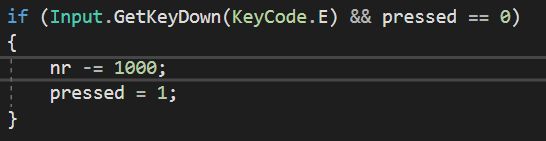 if (Input.GetKeyDown(KeyCode.E) && pressed == 0)
{
nr -= 1000;
pressed = 1;
}